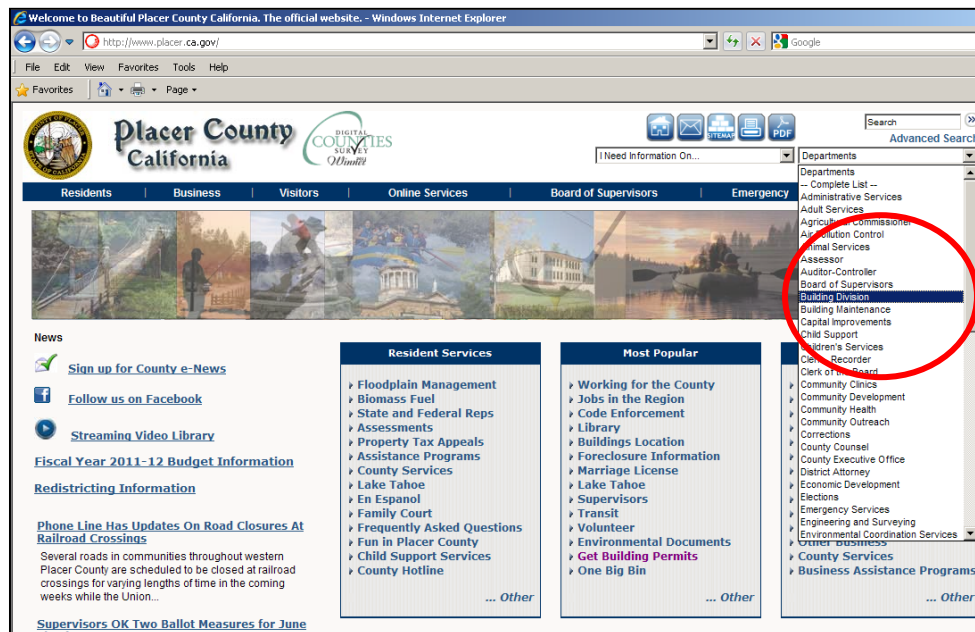 Welcome to Beautiful Placer County California. The official website. - Windows Internet Explorer
http://www.placer.ca.gov/
Google
File Edit View Favorites Tools Help
Favorites Page
Placer County
California
DIGITAL
COUNTIES
SURVEY
Winner
SITEMAP
PDF
Search
Advanced Search
I Need Information On...
Departments
Residents | Business | Visitors | Online Services | Board of Supervisors | Emergency
Departments
-- Complete List --
Administrative Services
Adult Services
Agricultural Commissioner
Air Pollution Control
Animal Services
Assessor
Auditor-Controller
Board of Supervisors
Building Division
Building Maintenance
Capital Improvements
Child Support
Children's Services
Clerk - Recorder
Clerk of the Board
Community Clinics
Community Development
Community Health
Community Outreach
Corrections
County Counsel
County Executive Office
District Attorney
Economic Development
Elections
Emergency Services
Engineering and Surveying
Environmental Coordination Services
News
Sign up for County e-News
Follow us on Facebook
Streaming Video Library
Fiscal Year 2011-12 Budget Information
Redistricting Information
Phone Line Has Updates On Road Closures At
Railroad Crossings
Several roads in communities throughout western
Placer County are scheduled to be closed at railroad
crossings for varying lengths of time in the coming
weeks while the Union...
Supervisors OK Two Ballot Measures for June
Resident Services
Floodplain Management
Biomass Fuel
State and Federal Reps
Assessments
Property Tax Appeals
Assistance Programs
County Services
Lake Tahoe
En Espanol
Family Court
Frequently Asked Questions
Fun in Placer County
Child Support Services
County Hotline
... Other
Most Popular
Working for the County
Jobs in the Region
Code Enforcement
Library
Buildings Location
Foreclosure Information
Marriage License
Lake Tahoe
Supervisors
Transit
Volunteer
Environmental Documents
Get Building Permits
One Big Bin
... Other
Other Business
County Services
Business Assistance Programs
... Other